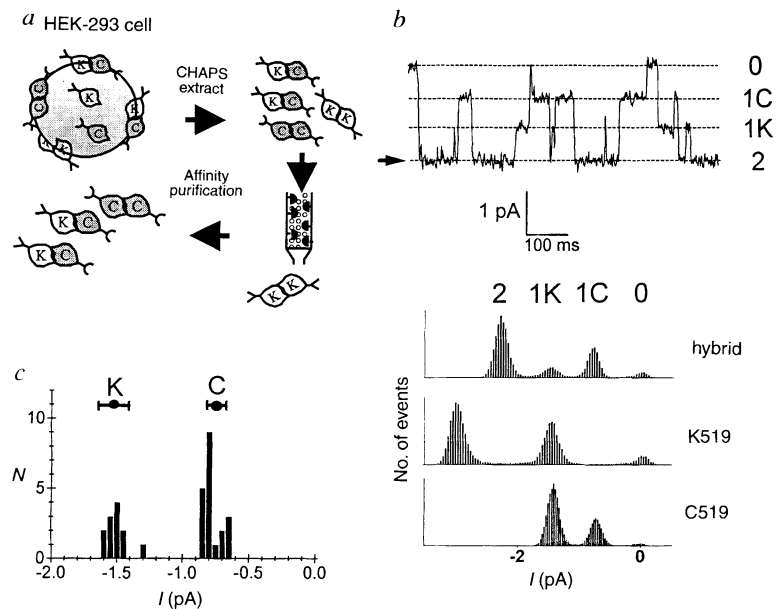 a HEK-293 cell
CHAPS
extract
K C
C
C
K
C
K
C
K K
K C
K C
C C
K K
Affinity
purification
C C
K C
K C
K K
b
0
1C
1K
2
1 pA
100 ms
2 1K 1C 0
hybrid
K519
C519
No. of events
-2 -1 0
I (pA)
c
K C
10
5
0
N
-2.0 -1.5 -1.0 -0.5 0.0
I (pA)